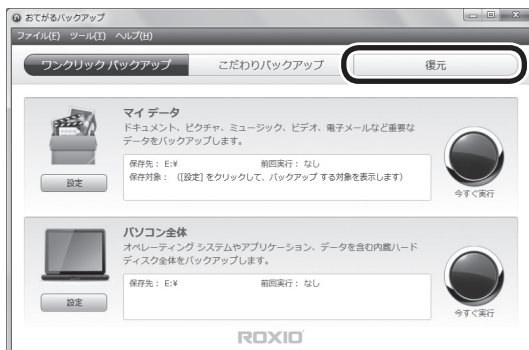 おてがるバックアップ
ファイル(F) ツール(T) ヘルプ(H)
ワンクリックバックアップ こだわりバックアップ 復元
マイ データ
ドキュメント、ピクチャ、ミュージック、ビデオ、電子メールなど重要な
データをバックアップします。
保存先： E:¥ 前回実行： なし
保存対象： （[設定] をクリックして、バックアップ する対象を表示します）
設定
今すぐ実行
パソコン全体
オペレーティング システムやアプリケーション、データを含む内蔵ハード
ディスク全体をバックアップします。
保存先： E:¥ 前回実行： なし
設定
今すぐ実行
ROXIO